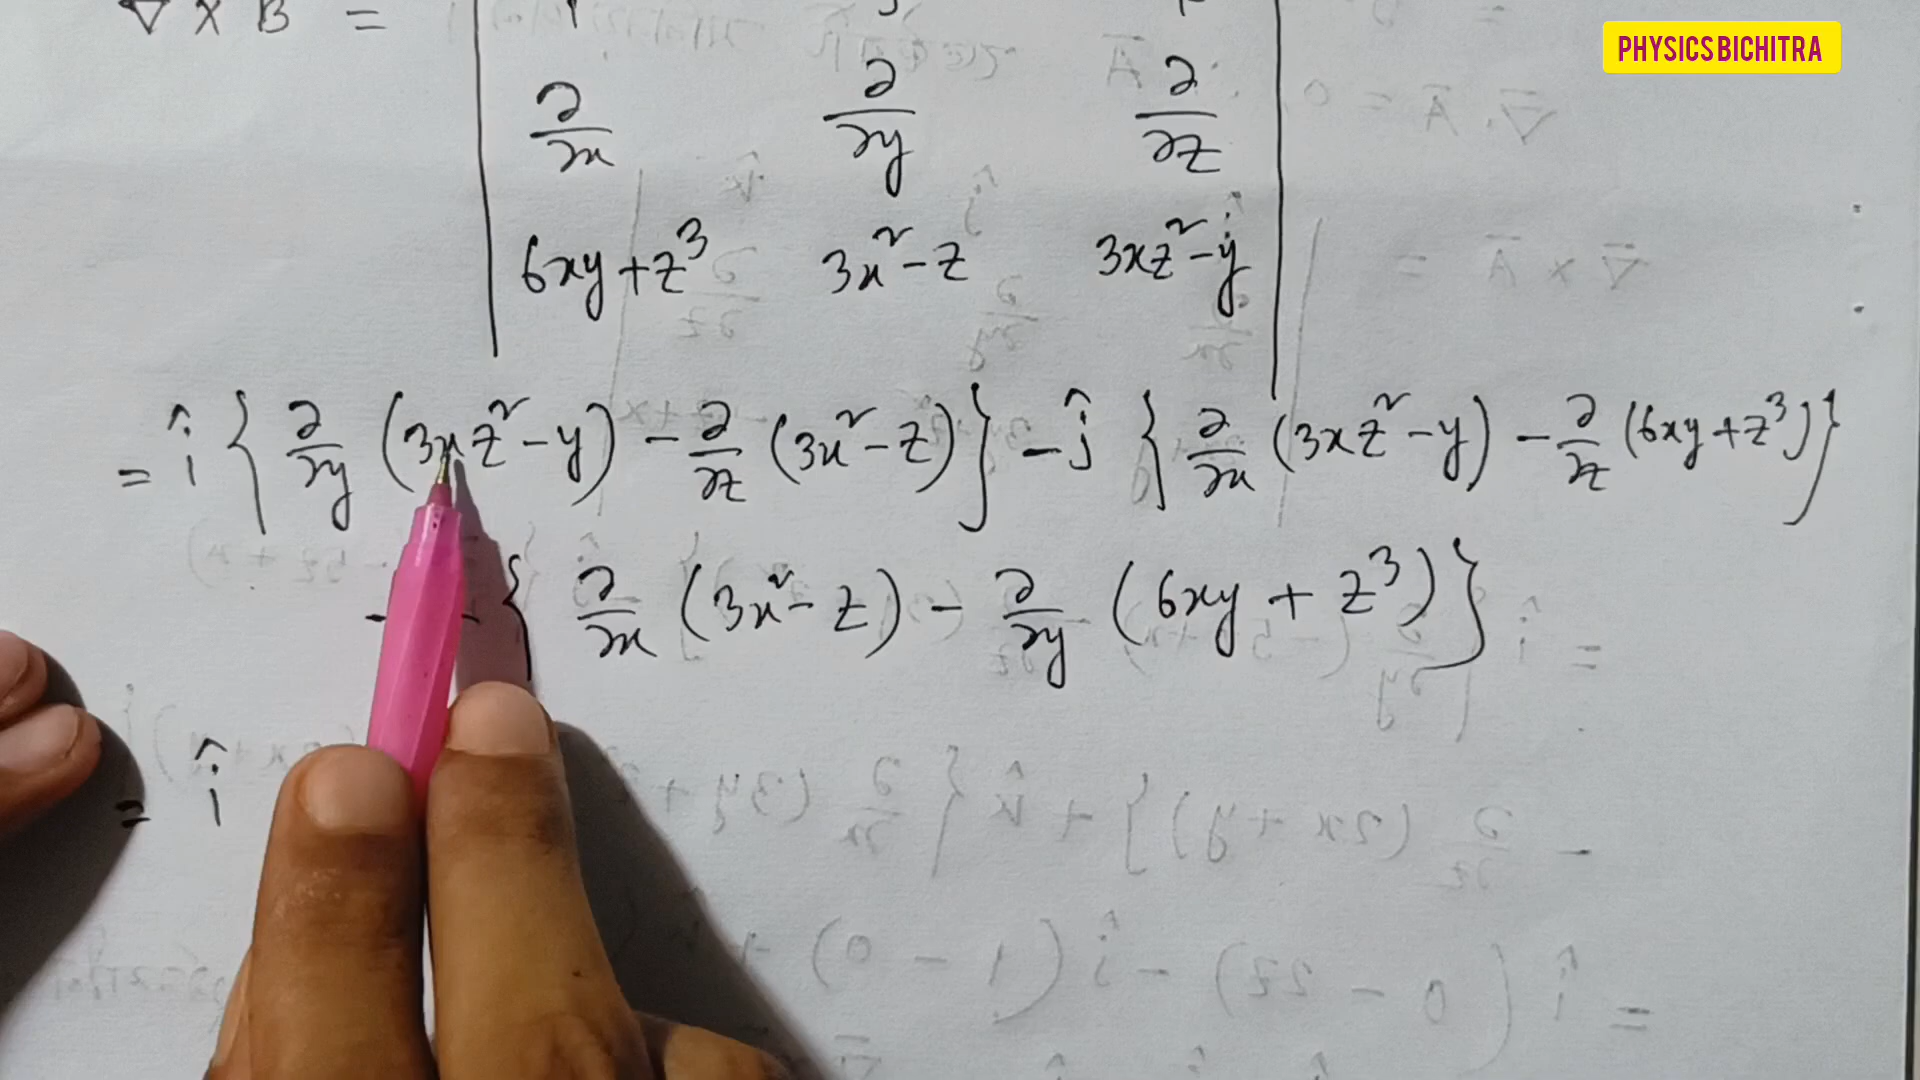 PHYSICS BICHITRA
∇ × B =
∂/∂x ∂/∂y ∂/∂z
6xy+z³ 3x²-z 3xz²-y
= î { ∂/∂y (3xz²-y) - ∂/∂z (3x²-z) } - ĵ { ∂/∂x (3xz²-y) - ∂/∂z (6xy+z³) }
{ ∂/∂x (3x²-z) - ∂/∂y (6xy+z³) }
= î